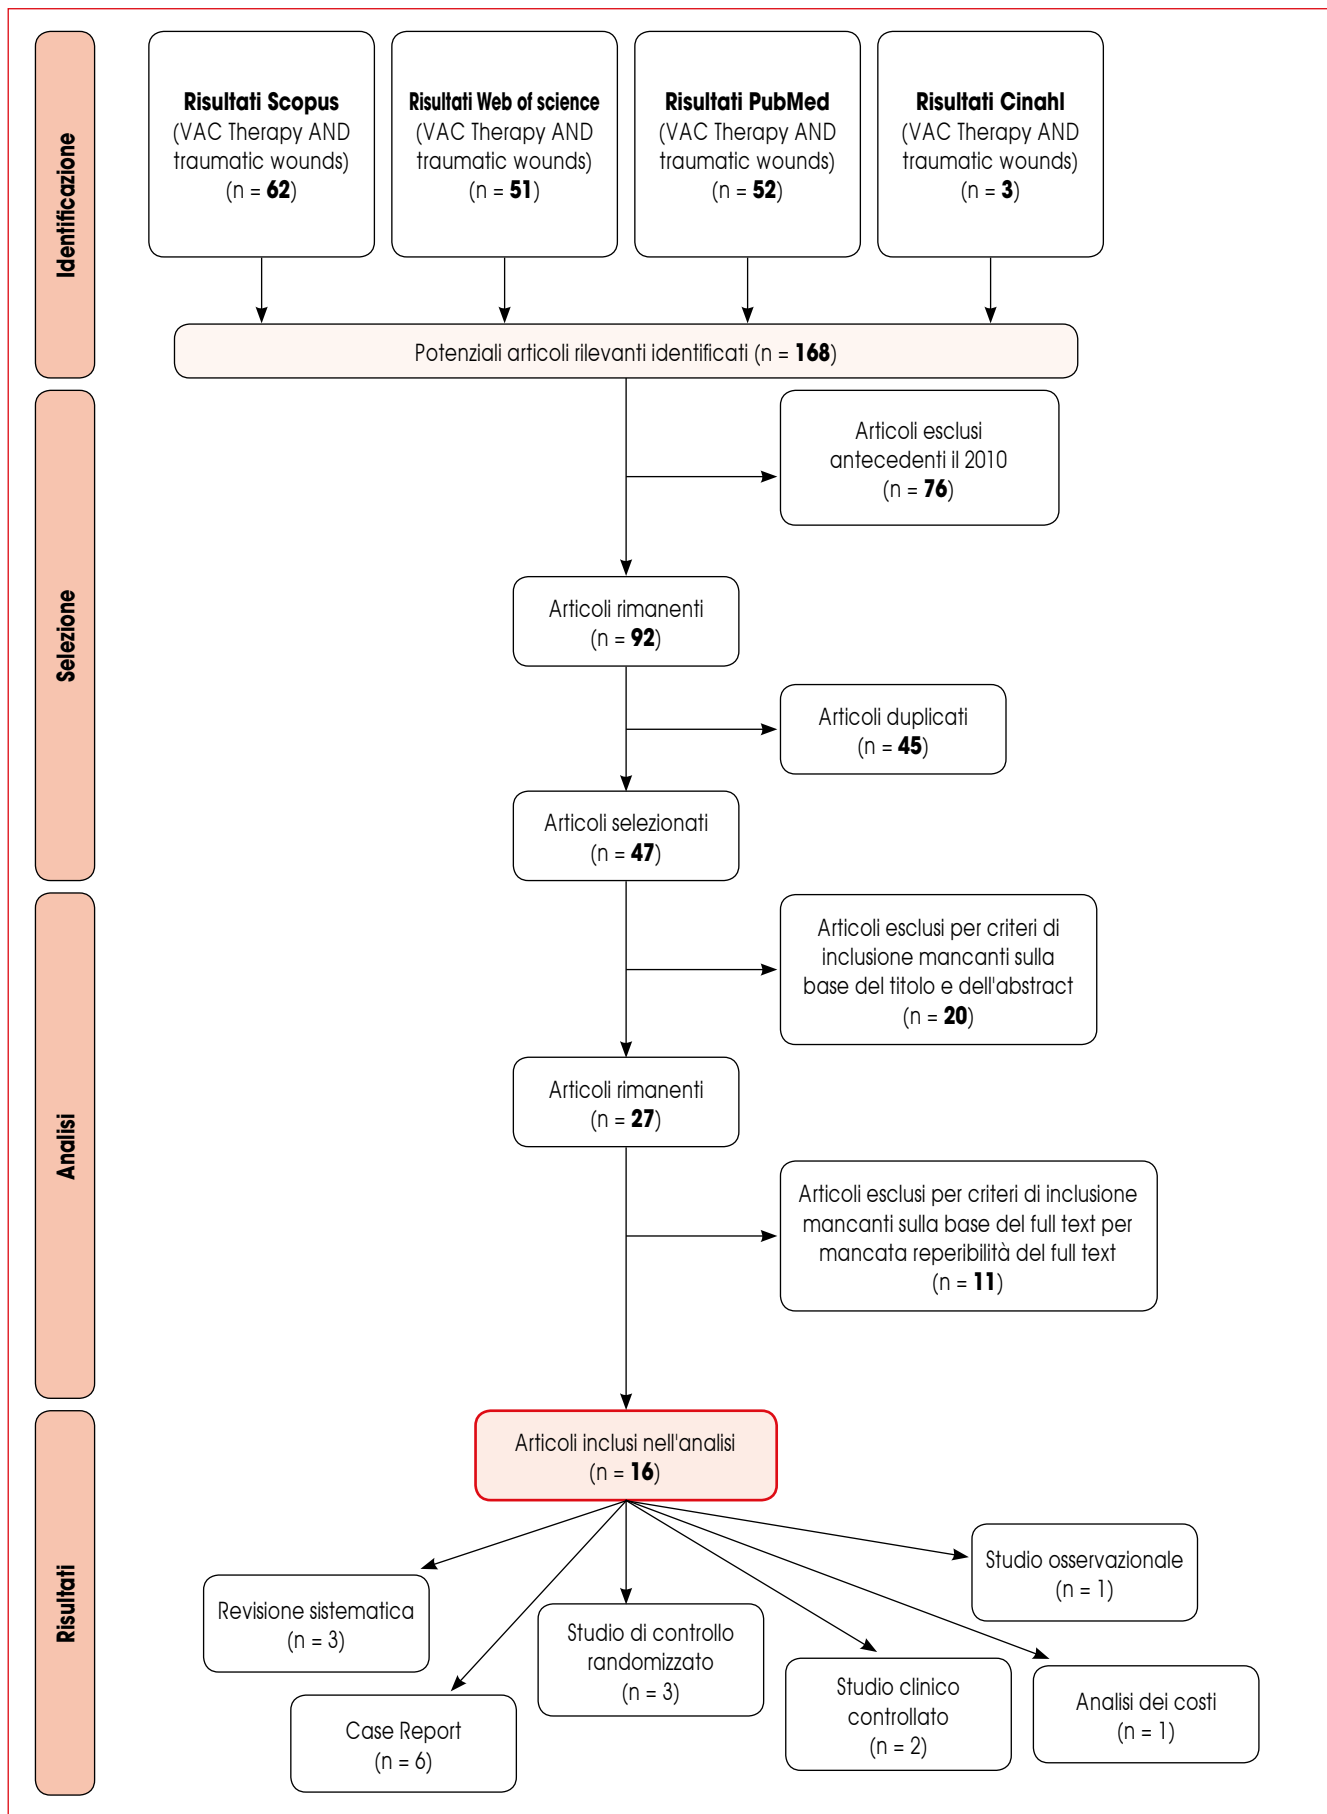 Identificazione
Risultati Scopus
(VAC Therapy AND
traumatic wounds)
(n = 62)
Risultati Web of science
(VAC Therapy AND
traumatic wounds)
(n = 51)
Risultati PubMed
(VAC Therapy AND
traumatic wounds)
(n = 52)
Risultati Cinahl
(VAC Therapy AND
traumatic wounds)
(n = 3)
Potenziali articoli rilevanti identificati (n = 168)
Selezione
Articoli esclusi
antecedenti il 2010
(n = 76)
Articoli rimanenti
(n = 92)
Articoli duplicati
(n = 45)
Articoli selezionati
(n = 47)
Analisi
Articoli esclusi per criteri di
inclusione mancanti sulla
base del titolo e dell'abstract
(n = 20)
Articoli rimanenti
(n = 27)
Articoli esclusi per criteri di inclusione
mancanti sulla base del full text per
mancata reperibilità del full text
(n = 11)
Risultati
Articoli inclusi nell'analisi
(n = 16)
Revisione sistematica
(n = 3)
Case Report
(n = 6)
Studio di controllo
randomizzato
(n = 3)
Studio clinico
controllato
(n = 2)
Analisi dei costi
(n = 1)
Studio osservazionale
(n = 1)